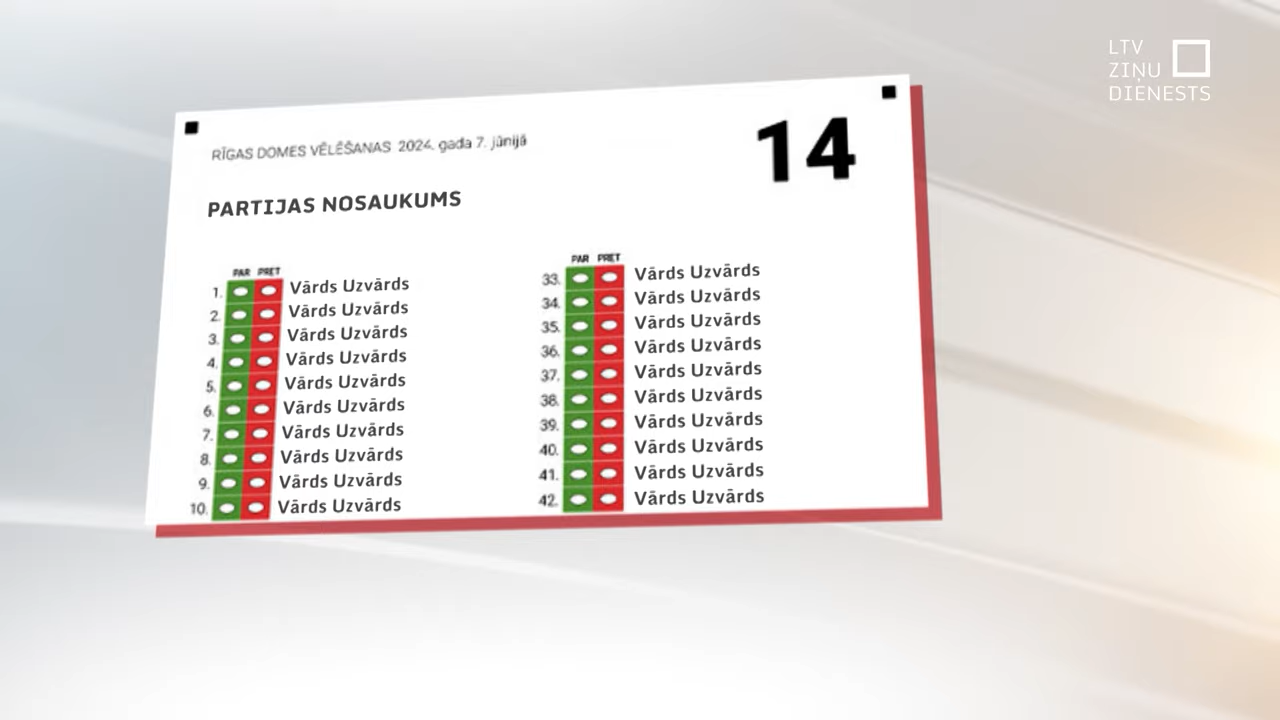 LTV
ZIŅU
DIENESTS
RĪGAS DOMES VĒLĒŠANAS 2024. gada 7. jūnijā
14
PARTIJAS NOSAUKUMS
PAR PRET
1. Vārds Uzvārds
2. Vārds Uzvārds
3. Vārds Uzvārds
4. Vārds Uzvārds
5. Vārds Uzvārds
6. Vārds Uzvārds
7. Vārds Uzvārds
8. Vārds Uzvārds
9. Vārds Uzvārds
10. Vārds Uzvārds
PAR PRET
33. Vārds Uzvārds
34. Vārds Uzvārds
35. Vārds Uzvārds
36. Vārds Uzvārds
37. Vārds Uzvārds
38. Vārds Uzvārds
39. Vārds Uzvārds
40. Vārds Uzvārds
41. Vārds Uzvārds
42. Vārds Uzvārds